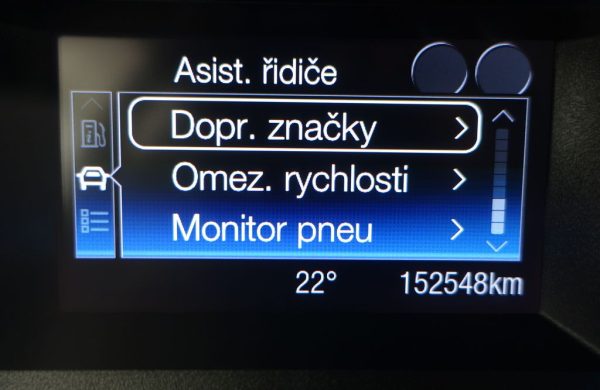 Asist. řidiče
Dopr. značky
Omez. rychlosti
Monitor pneu
22° 152548km